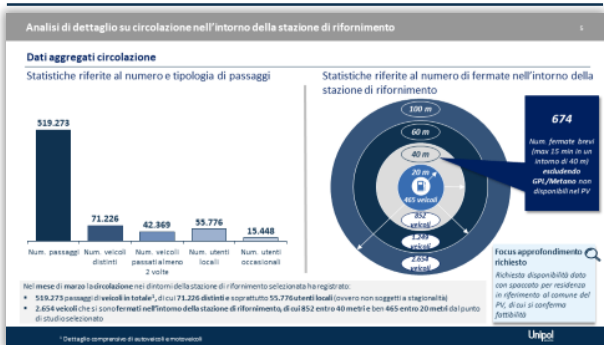 Analisi di dettaglio su circolazione nell'intorno della stazione di rifornimento
5
Dati aggregati circolazione
Statistiche riferite al numero e tipologia di passaggi
519.273
71.226
42.369
55.776
15.448
Num. passaggi
Num. veicoli distinti
Num. veicoli passati almeno 2 volte
Num. utenti locali
Num. utenti occasionali
Statistiche riferite al numero di fermate nell'intorno della
stazione di rifornimento
100 m
60 m
40 m
20 m
465 veicoli
852
veicoli
1.249
veicoli
2.654
veicoli
674
Num. fermate brevi
(max 15 min in un
intorno di 40 m)
escludendo
GPL/Metano non
disponibili nel PV
Focus approfondimento
richiesto
Richiesta disponibilità dato
con spaccato per residenza
in riferimento al comune del
PV, di cui si conferma
fattibilità
Nel mese di marzo la circolazione nei dintorni della stazione di rifornimento selezionata ha registrato:
• 519.273 passaggi di veicoli in totale¹, di cui 71.226 distinti e soprattutto 55.776 utenti locali (ovvero non soggetti a stagionalità)
• 2.654 veicoli che si sono fermati nell'intorno della stazione di rifornimento, di cui 852 entro 40 metri e ben 465 entro 20 metri dal punto
di studio selezionato
¹ Dettaglio comprensivo di autoveicoli e motoveicoli
Unipol